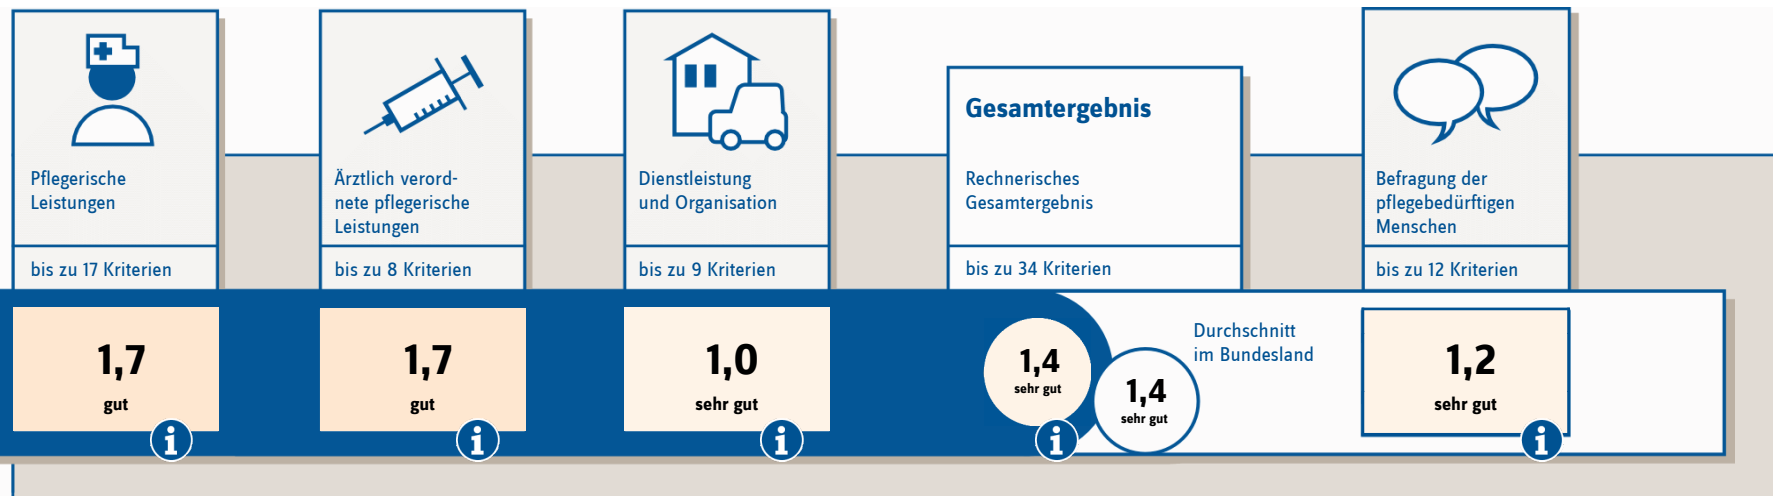 Pflegerische
Leistungen
bis zu 17 Kriterien
1,7
gut
i
Ärztlich verord-
nete pflegerische
Leistungen
bis zu 8 Kriterien
1,7
gut
i
Dienstleistung
und Organisation
bis zu 9 Kriterien
1,0
sehr gut
i
Gesamtergebnis
Rechnerisches
Gesamtergebnis
bis zu 34 Kriterien
1,4
sehr gut
i
1,4
sehr gut
Durchschnitt
im Bundesland
Befragung der
pflegebedürftigen
Menschen
bis zu 12 Kriterien
1,2
sehr gut
i